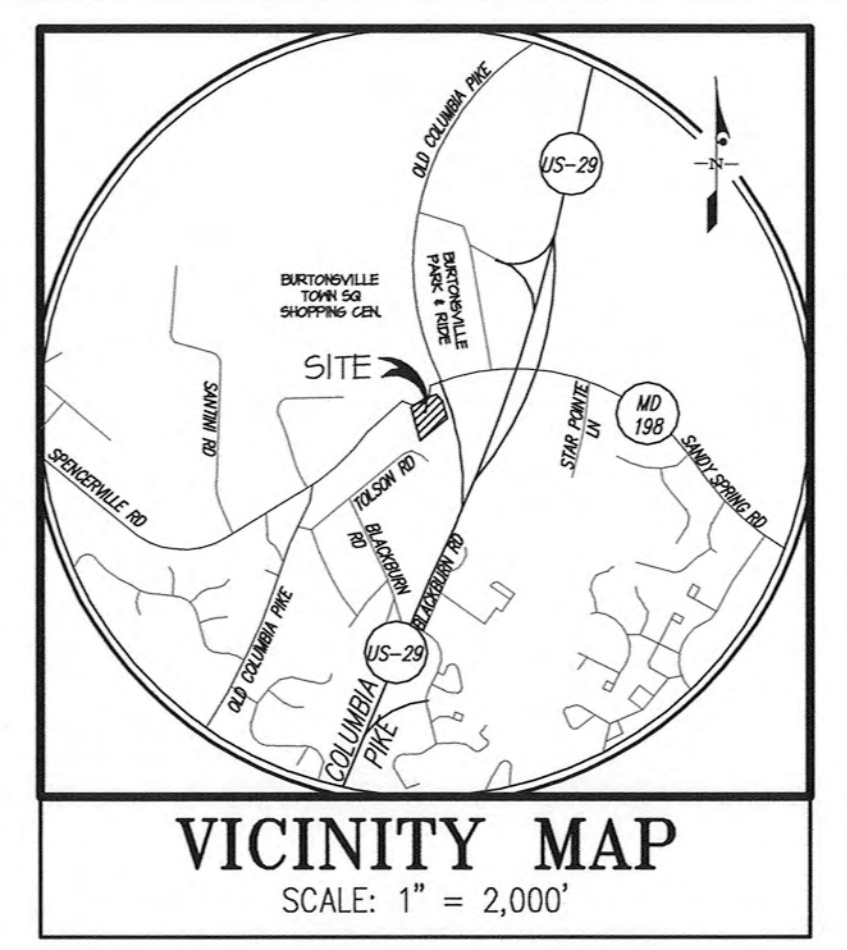 OLD COLUMBIA PIKE
US-29
-N-
BURTONSVILLE
PARK & RIDE
BURTONSVILLE
TOWN SQ
SHOPPING CEN.
SITE
SANTINI RD
STAR POINTE
LN
MD
198
SANDY SPRING RD
SPENCERVILLE RD
TOLSON RD
BLACKBURN
RD
BLACKBURN RD
OLD COLUMBIA PIKE
US-29
COLUMBIA
PIKE
VICINITY MAP
SCALE: 1" = 2,000'